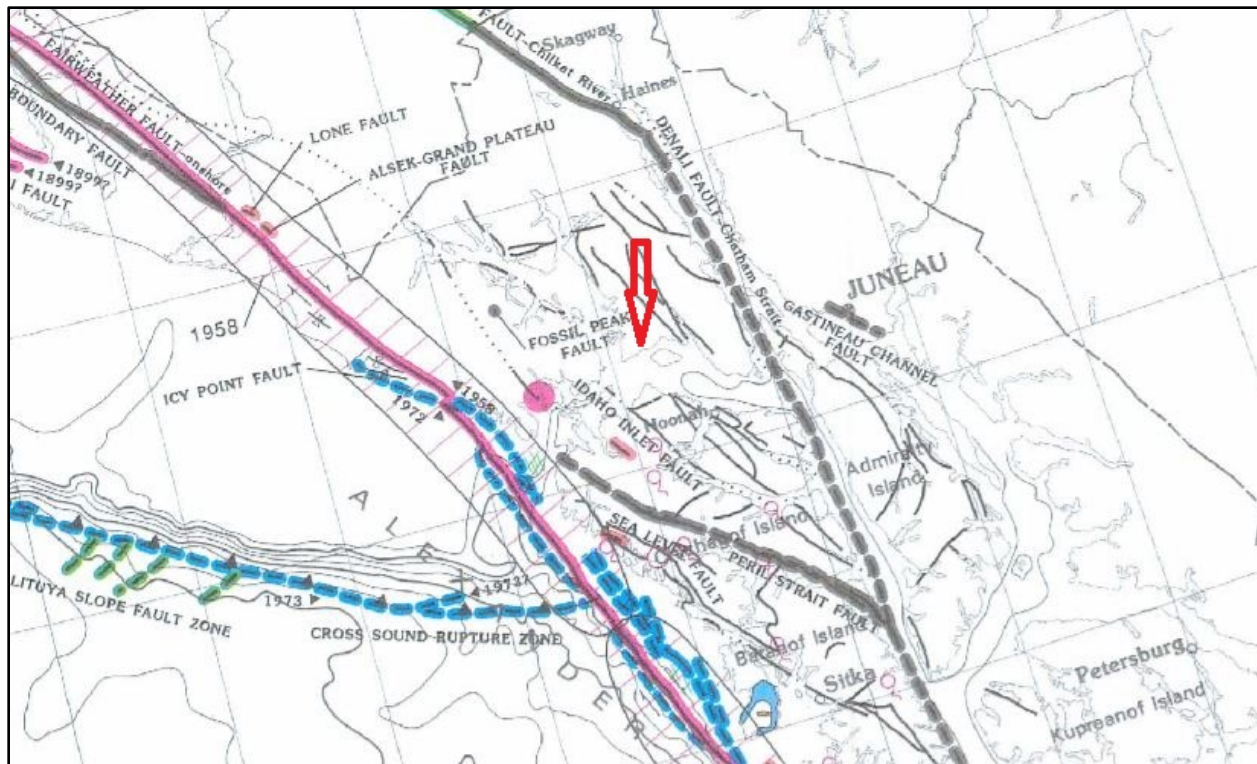 FAULT-Chilkat River
Skagway
Haines
FAIRWEATHER FAULT-onshore
BOUNDARY FAULT
LONE FAULT
ALSEK-GRAND PLATEAU
FAULT
DENALI FAULT-Chatham Strait
1899?
1899?
I FAULT
JUNEAU
GASTINEAU CHANNEL
FAULT
1958
FOSSIL PEAK
FAULT
ICY POINT FAULT
1958
1972
IDAHO INLET FAULT
Hoonah
Admiralty
Island
SEA LEVEL FAULT
of Island
PERIL STRAIT FAULT
1973?
1973
LITUYA SLOPE FAULT ZONE
CROSS SOUND RUPTURE ZONE
Baranof Island
Sitka
Petersburg
Kupreanof Island
A L E